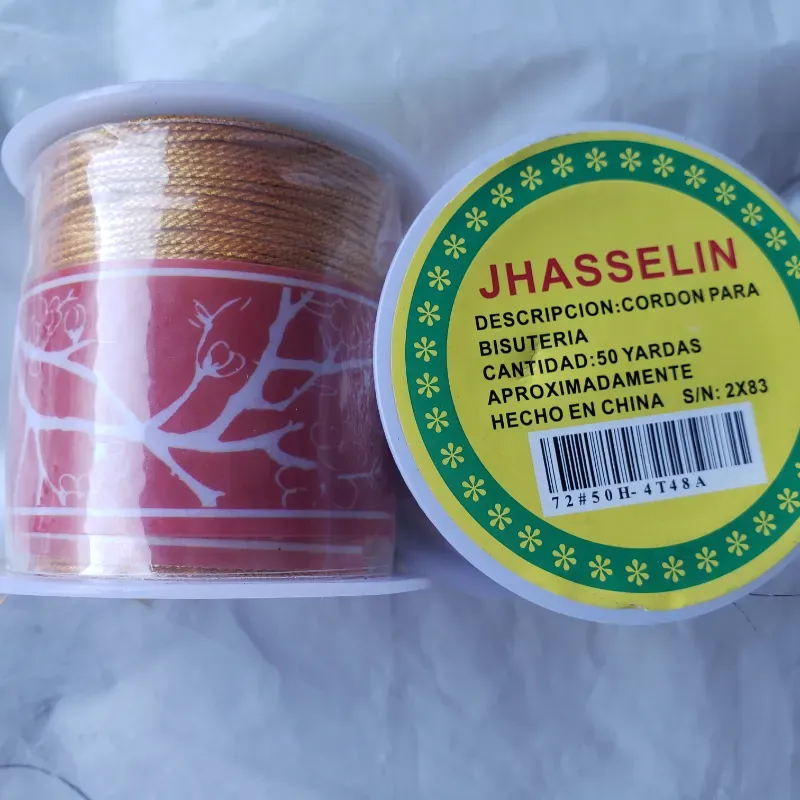 JHASSELIN
DESCRIPCION:CORDON PARA
BISUTERIA
CANTIDAD:50 YARDAS
APROXIMADAMENTE
HECHO EN CHINA S/N: 2X83
72#50H-4T48A